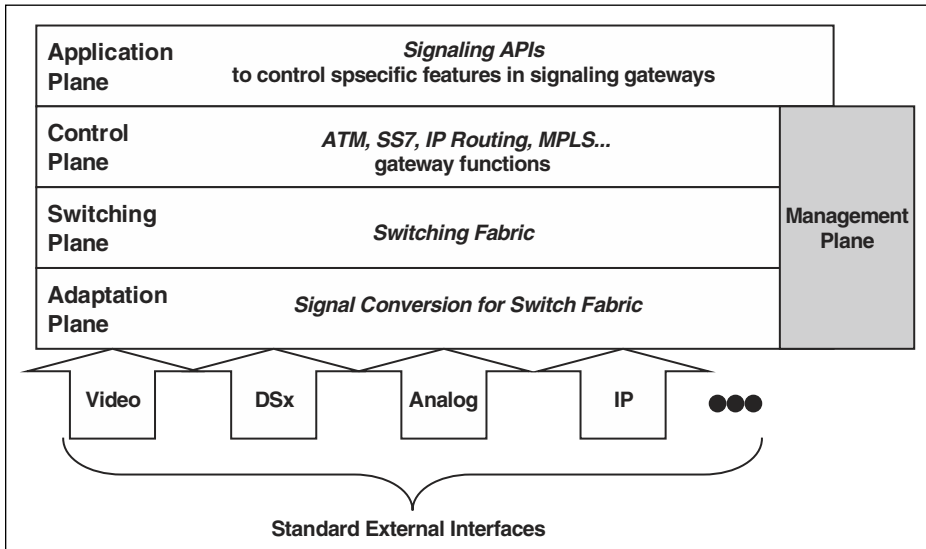 Application
Plane
Signaling APIs
to control spsecific features in signaling gateways
Control
Plane
ATM, SS7, IP Routing, MPLS...
gateway functions
Switching
Plane
Switching Fabric
Management
Plane
Adaptation
Plane
Signal Conversion for Switch Fabric
Video
DSx
Analog
IP
Standard External Interfaces